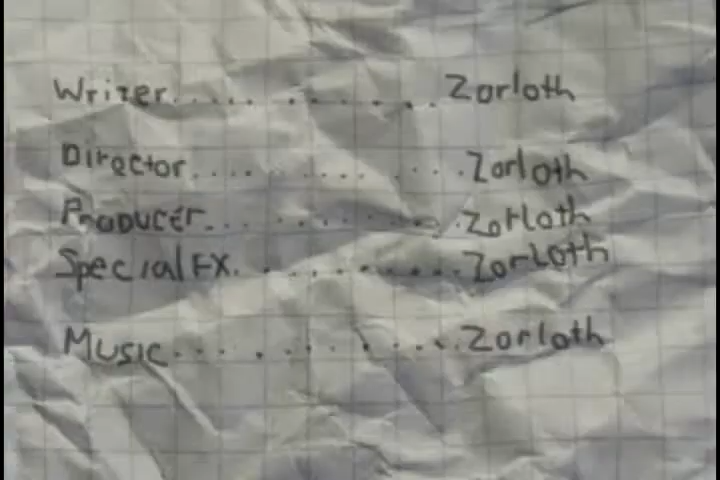 Writer............Zorloth
Director............Zorloth
Producer............Zorloth
Special FX............Zorloth
Music............Zorloth